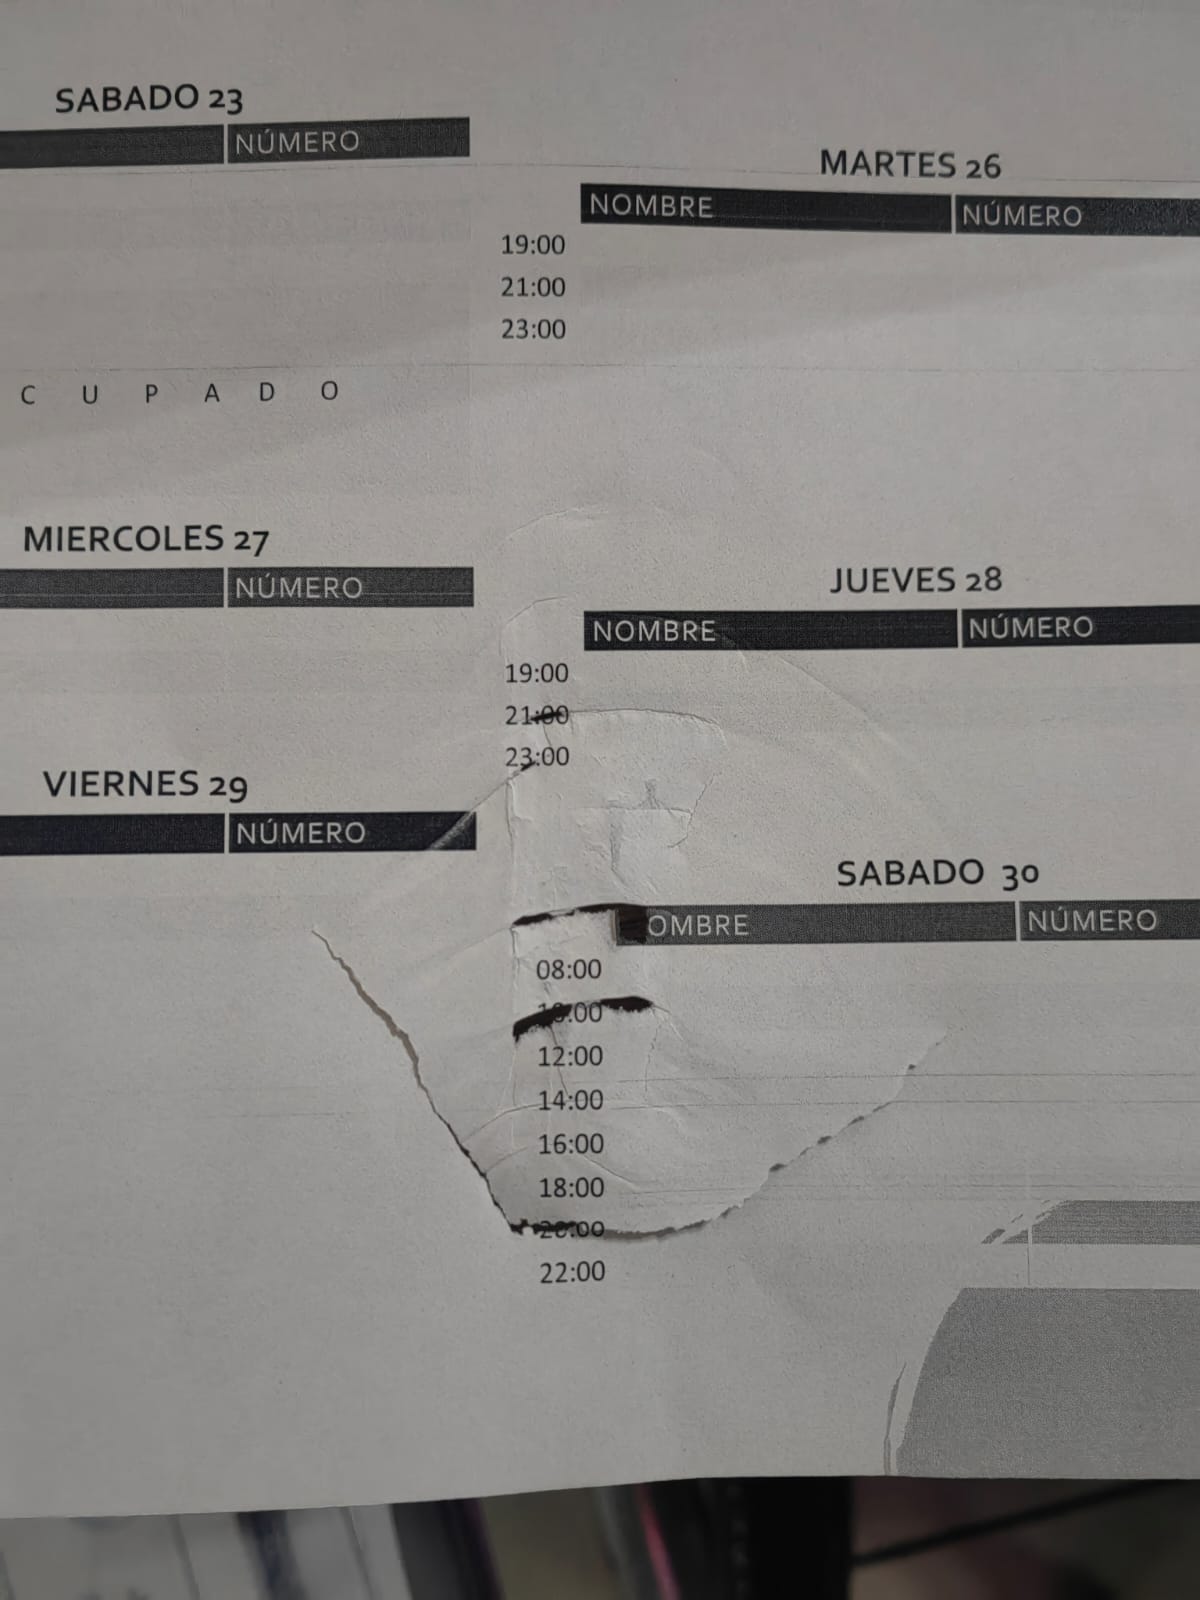 SABADO 23
NÚMERO
C U P A D O
MARTES 26
NOMBRE NÚMERO
19:00
21:00
23:00
MIERCOLES 27
NÚMERO
JUEVES 28
NOMBRE NÚMERO
19:00
21:00
23:00
VIERNES 29
NÚMERO
SABADO 30
OMBRE NÚMERO
08:00
10:00
12:00
14:00
16:00
18:00
20:00
22:00